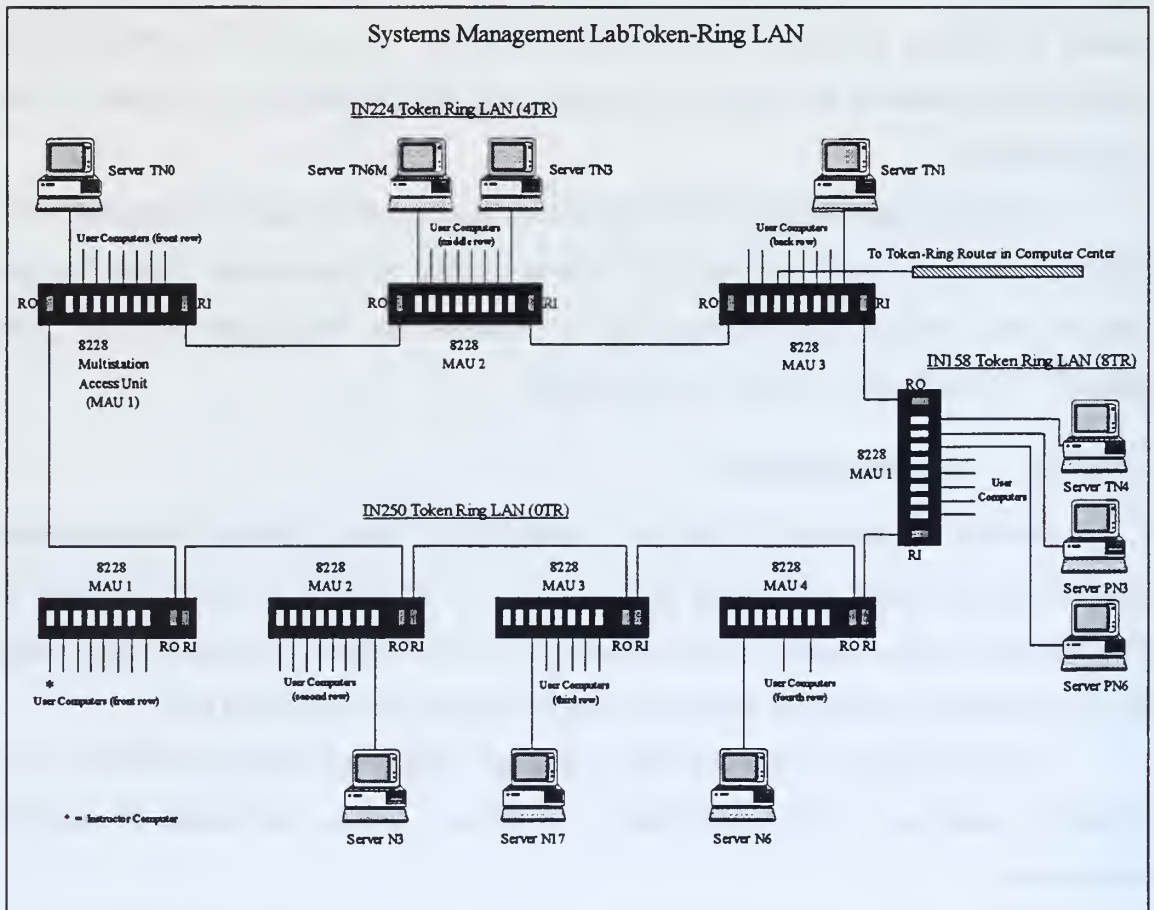 Systems Management LabToken-Ring LAN
IN224 Token Ring LAN (4TR)
Server TN0
Server TN6M
Server TN3
Server TN1
User Computers (front row)
User Computers
(middle row)
User Computers
(back row)
To Token-Ring Router in Computer Center
RO
RI
RO
RI
RO
RI
8228
Multistation
Access Unit
(MAU 1)
8228
MAU 2
8228
MAU 3
IN158 Token Ring LAN (8TR)
RO
8228
MAU 1
User
Computers
RI
Server TN4
Server PN3
Server PN6
IN250 Token Ring LAN (0TR)
8228
MAU 1
8228
MAU 2
8228
MAU 3
8228
MAU 4
RO RI
RO RI
RO RI
RO RI
*
User Computers (front row)
User Computers
(second row)
User Computers
(third row)
User Computers
(fourth row)
* = Instructor Computer
Server N3
Server N17
Server N6